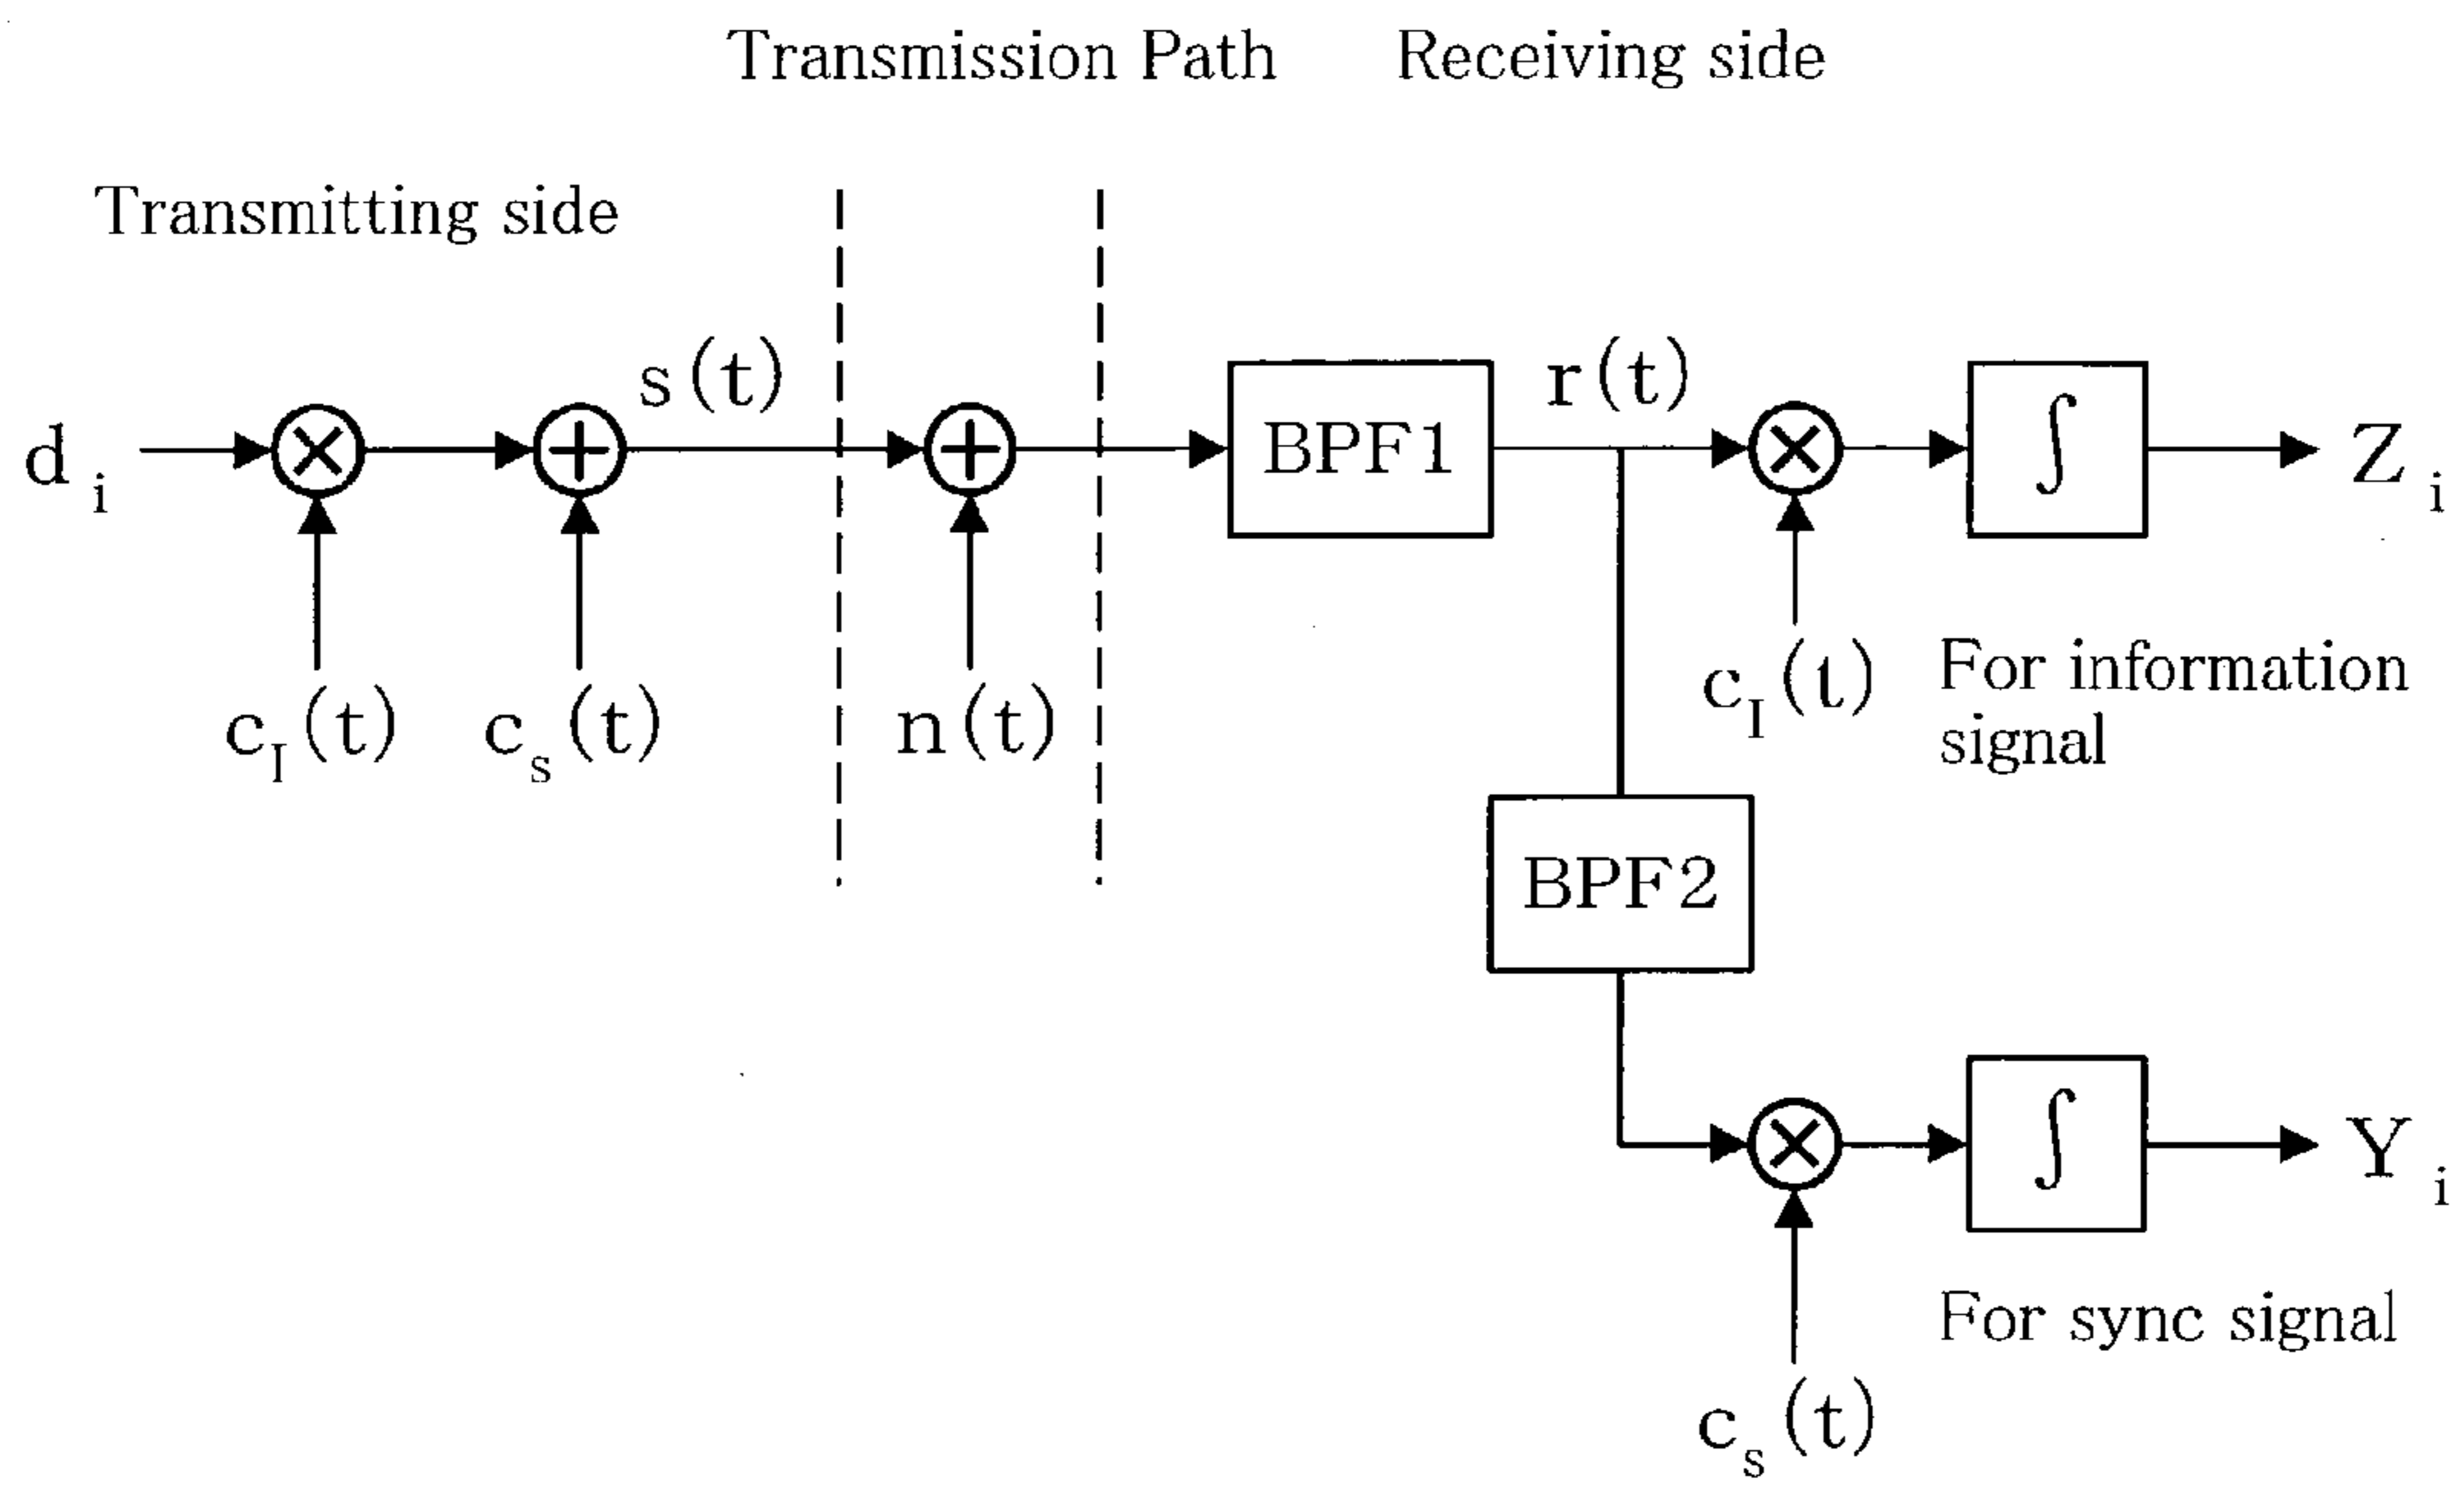 Transmission Path
Receiving side
Transmitting side
s(t)
r(t)
d i
BPF1
∫
Z i
c I (t)
c s (t)
n(t)
c I (t)
For information
signal
BPF2
∫
Y i
For sync signal
c s (t)